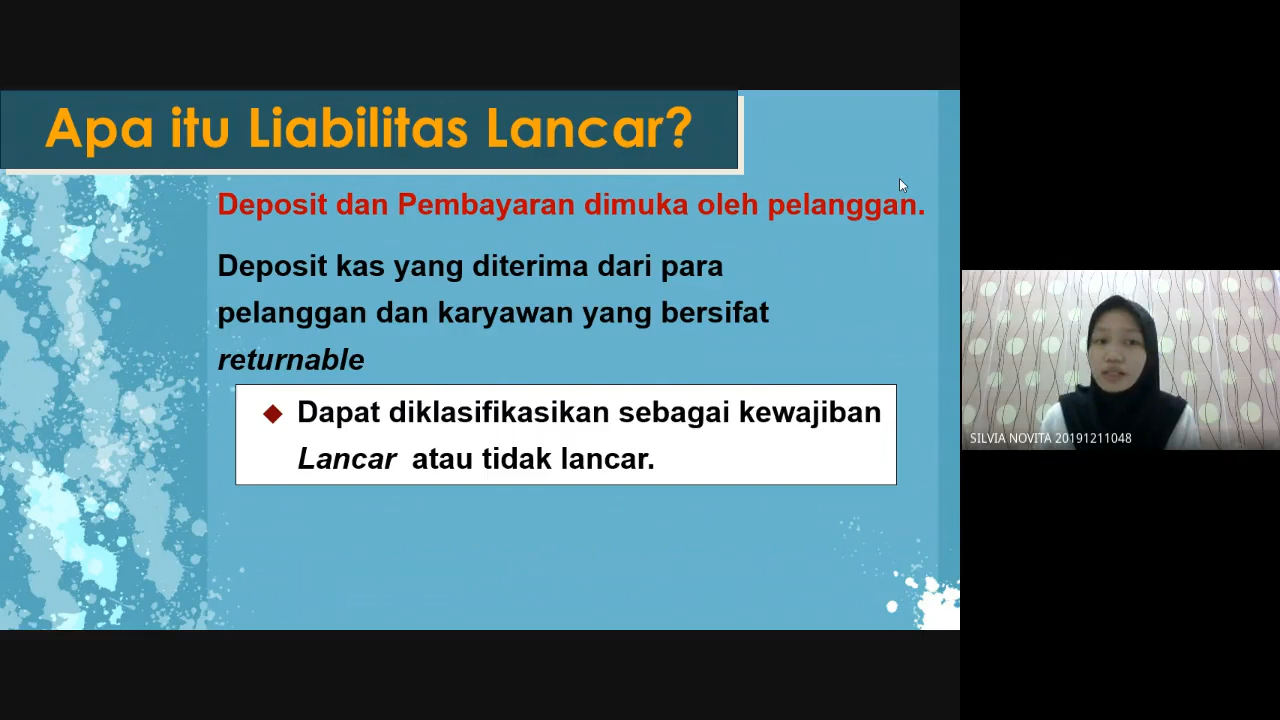 Apa itu Liabilitas Lancar?
Deposit dan Pembayaran dimuka oleh pelanggan.
Deposit kas yang diterima dari para
pelanggan dan karyawan yang bersifat
returnable
Dapat diklasifikasikan sebagai kewajiban
Lancar atau tidak lancar.
SILVIA NOVITA 20191211048